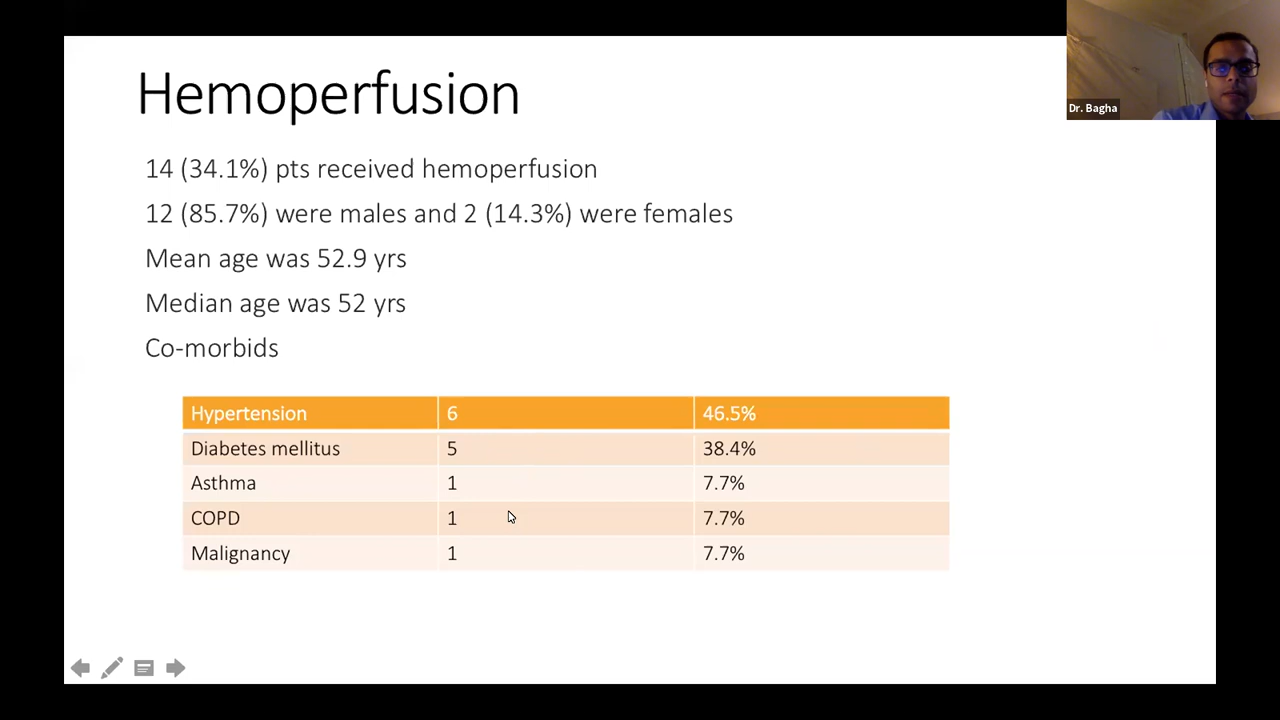 Hemoperfusion
14 (34.1%) pts received hemoperfusion
12 (85.7%) were males and 2 (14.3%) were females
Mean age was 52.9 yrs
Median age was 52 yrs
Co-morbids
Hypertension 6 46.5%
Diabetes mellitus 5 38.4%
Asthma 1 7.7%
COPD 1 7.7%
Malignancy 1 7.7%
Dr. Bagha